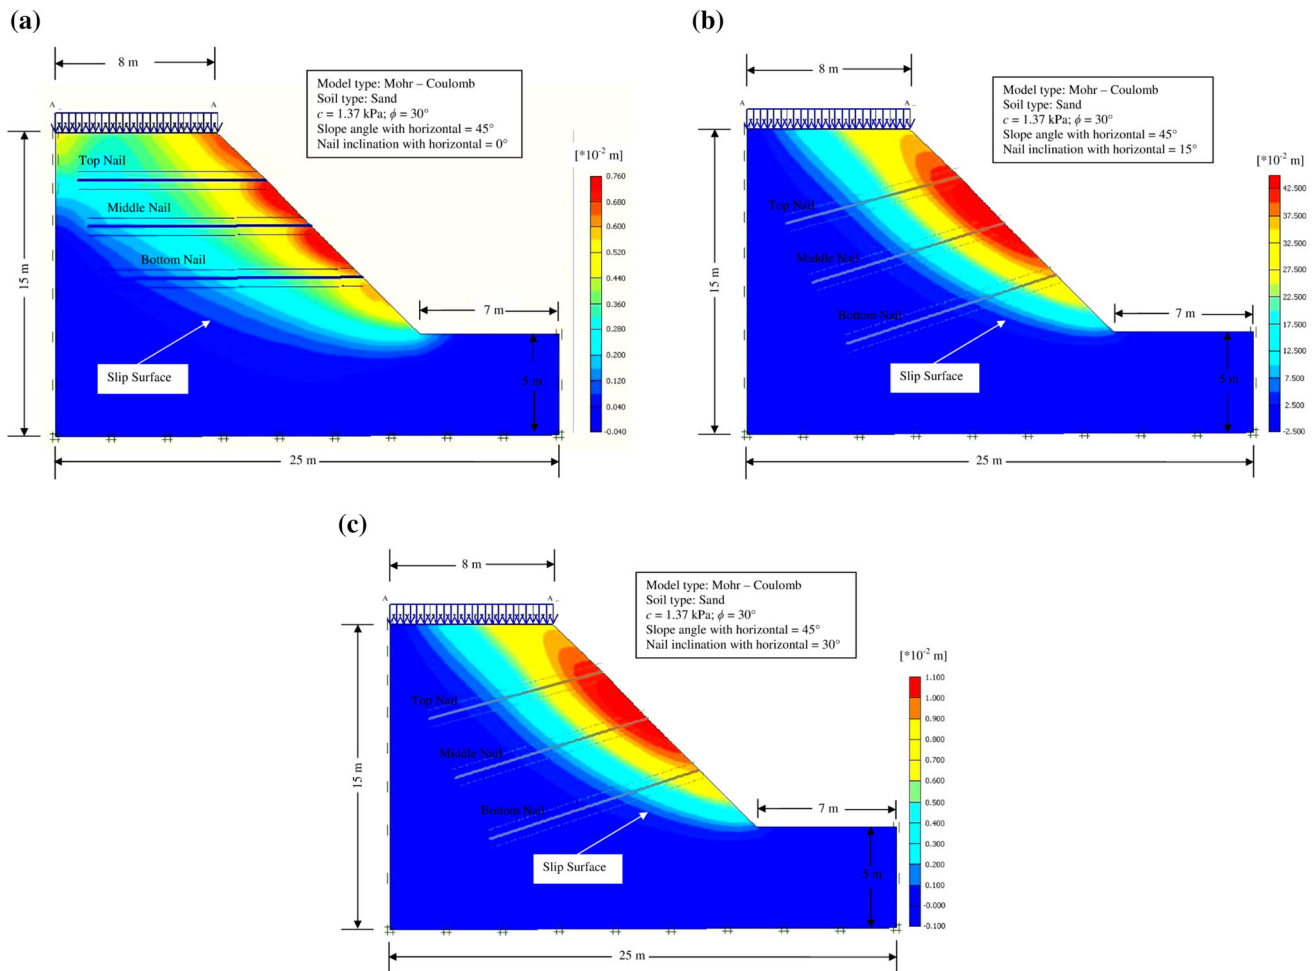 (a)
8 m
Model type: Mohr – Coulomb
Soil type: Sand
c = 1.37 kPa; ϕ = 30°
Slope angle with horizontal = 45°
Nail inclination with horizontal = 0°
A
A
[*10⁻² m]
Top Nail
Middle Nail
Bottom Nail
15 m
7 m
5 m
Slip Surface
25 m
0.760
0.680
0.600
0.520
0.440
0.360
0.280
0.200
0.120
0.040
-0.040
(b)
8 m
Model type: Mohr – Coulomb
Soil type: Sand
c = 1.37 kPa; ϕ = 30°
Slope angle with horizontal = 45°
Nail inclination with horizontal = 15°
A
A
[*10⁻² m]
Top Nail
Middle Nail
Bottom Nail
15 m
7 m
5 m
Slip Surface
25 m
42.500
37.500
32.500
27.500
22.500
17.500
12.500
7.500
2.500
-2.500
(c)
8 m
Model type: Mohr – Coulomb
Soil type: Sand
c = 1.37 kPa; ϕ = 30°
Slope angle with horizontal = 45°
Nail inclination with horizontal = 30°
A
A
[*10⁻² m]
Top Nail
Middle Nail
Bottom Nail
15 m
7 m
5 m
Slip Surface
25 m
1.100
0.900
0.800
0.700
0.600
0.500
0.400
0.300
0.100
-0.000
-0.100